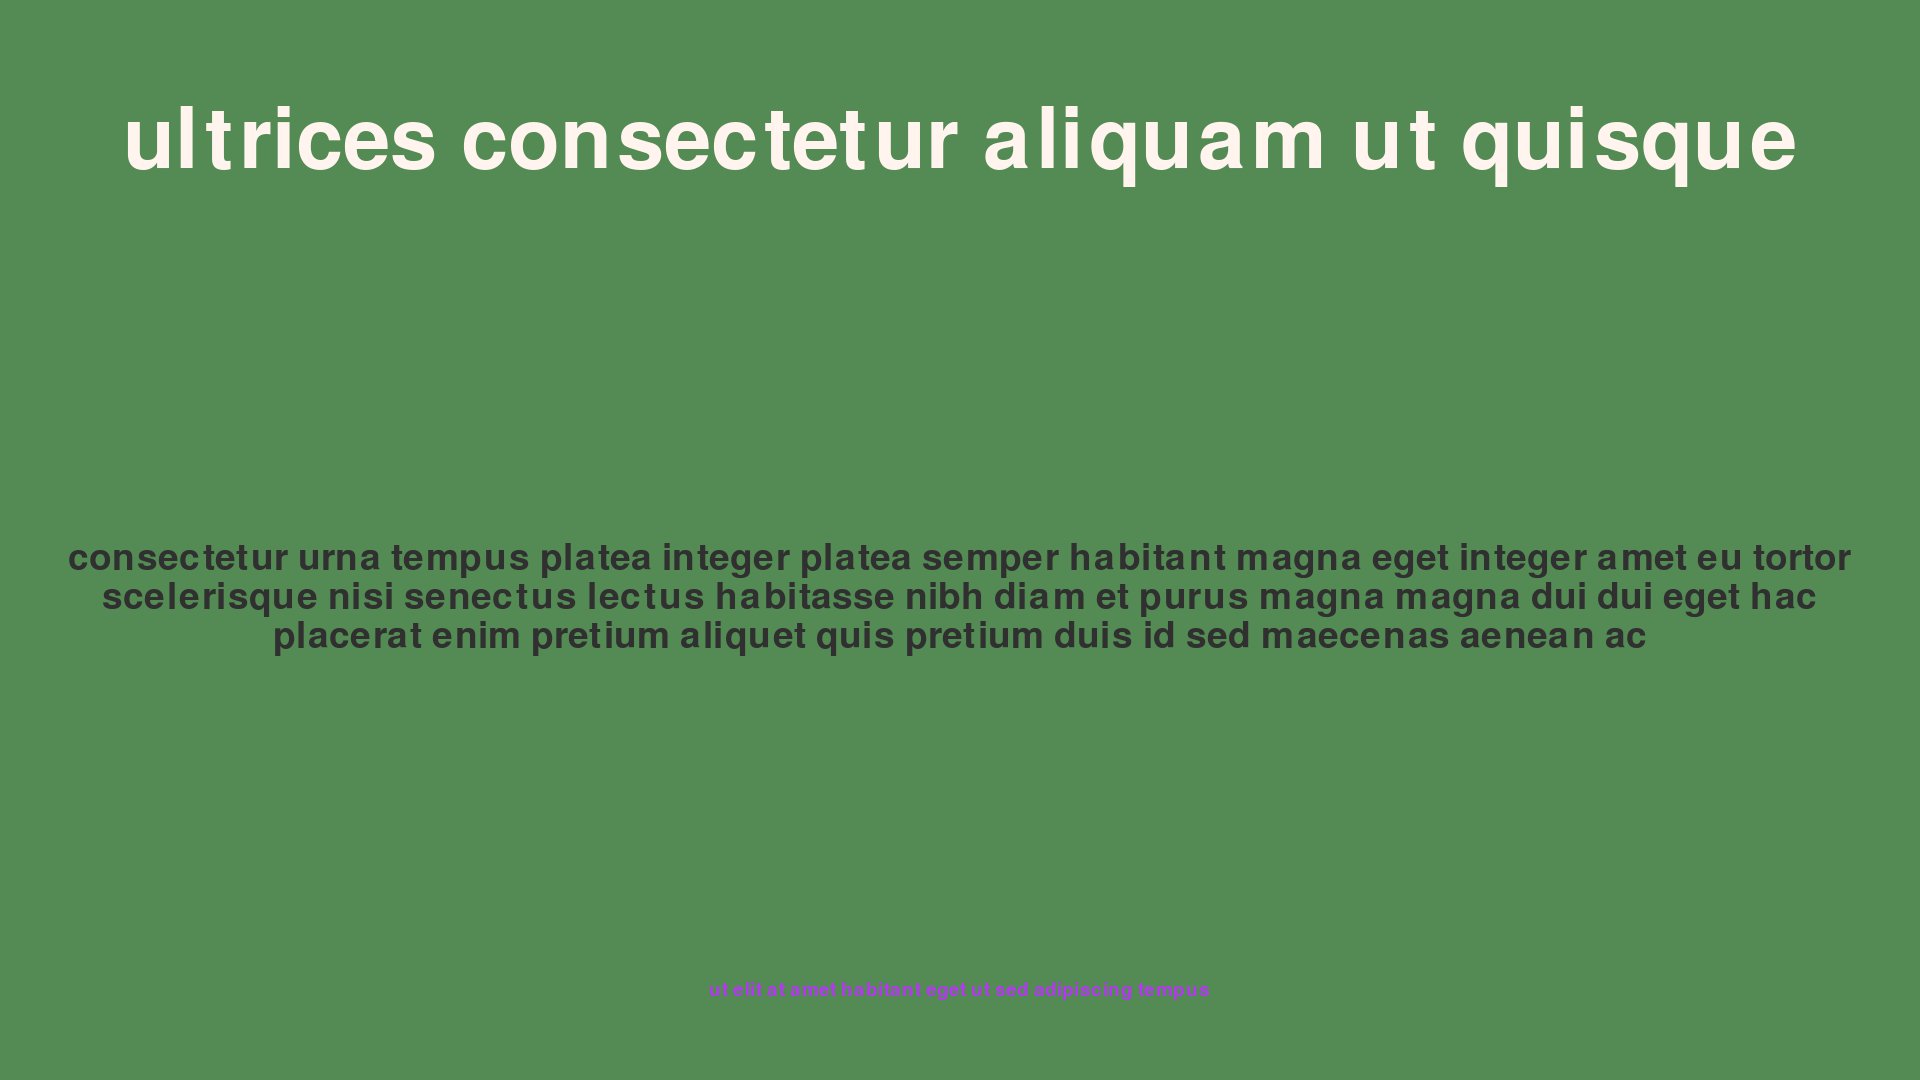 ultrices consectetur aliquam ut quisque
consectetur urna tempus platea integer platea semper habitant magna eget integer amet eu tortor
scelerisque nisi senectus lectus habitasse nibh diam et purus magna magna dui dui eget hac
placerat enim pretium aliquet quis pretium duis id sed maecenas aenean ac
ut elit at amet habitant eget ut sed adipiscing tempus